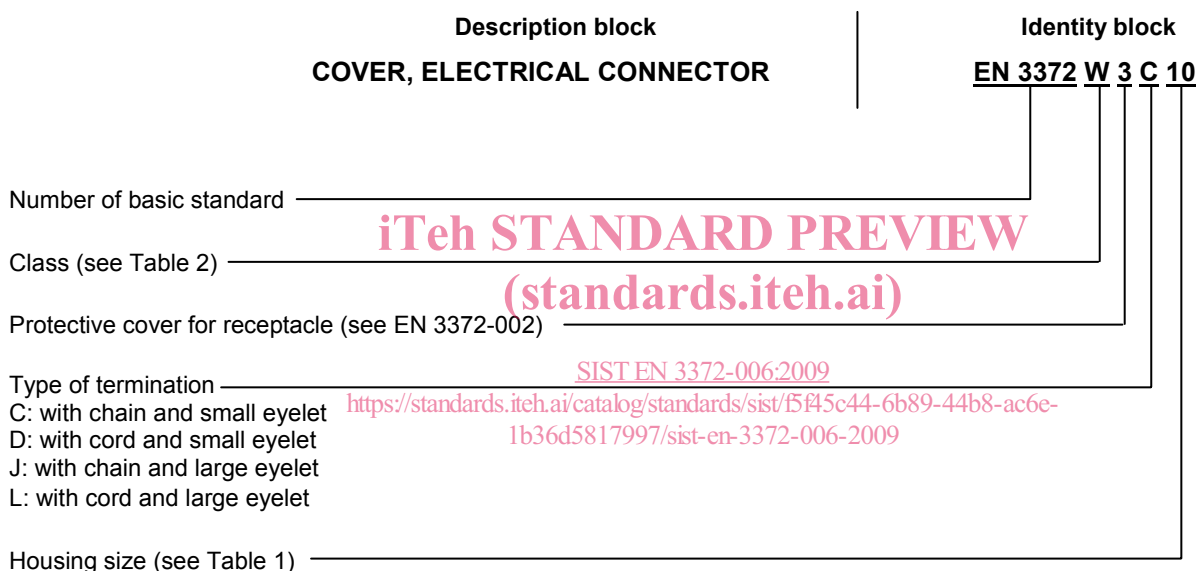 Description block
Identity block
COVER, ELECTRICAL CONNECTOR
EN 3372 W 3 C 10
Number of basic standard
iTeh STANDARD PREVIEW
Class (see Table 2)
(standards.iteh.ai)
Protective cover for receptacle (see EN 3372-002)
SIST EN 3372-006:2009
Type of termination
C: with chain and small eyelet
https://standards.iteh.ai/catalog/standards/sist/f5f45c44-6b89-44b8-ac6e-
D: with cord and small eyelet
1b36d5817997/sist-en-3372-006-2009
J: with chain and large eyelet
L: with cord and large eyelet
Housing size (see Table 1)